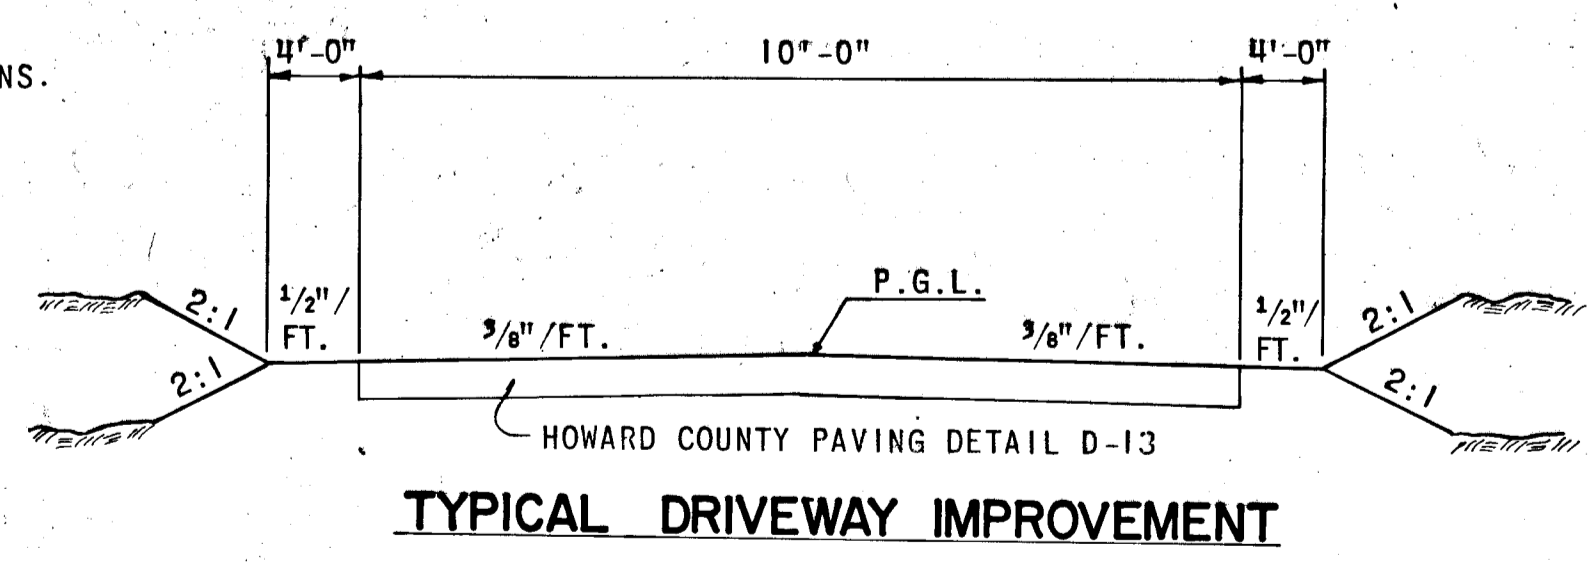 NS.
4'-0" 10'-0" 4'-0"
P.G.L.
2:1 1/2"/ FT. 3/8"/FT. 3/8"/FT. 1/2"/ FT. 2:1
2:1 2:1
HOWARD COUNTY PAVING DETAIL D-13
TYPICAL DRIVEWAY IMPROVEMENT